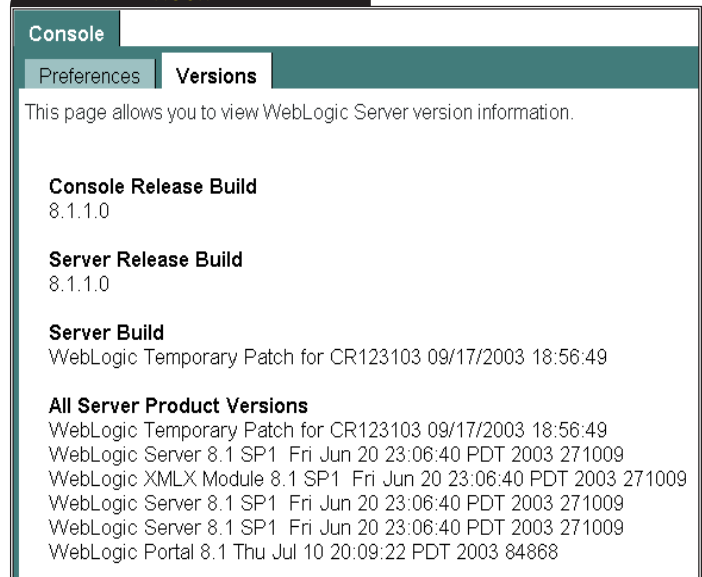 Console
Preferences Versions
This page allows you to view WebLogic Server version information.
Console Release Build
8.1.1.0
Server Release Build
8.1.1.0
Server Build
WebLogic Temporary Patch for CR123103 09/17/2003 18:56:49
All Server Product Versions
WebLogic Temporary Patch for CR123103 09/17/2003 18:56:49
WebLogic Server 8.1 SP1 Fri Jun 20 23:06:40 PDT 2003 271009
WebLogic XMLX Module 8.1 SP1 Fri Jun 20 23:06:40 PDT 2003 271009
WebLogic Server 8.1 SP1 Fri Jun 20 23:06:40 PDT 2003 271009
WebLogic Server 8.1 SP1 Fri Jun 20 23:06:40 PDT 2003 271009
WebLogic Portal 8.1 Thu Jul 10 20:09:22 PDT 2003 84868